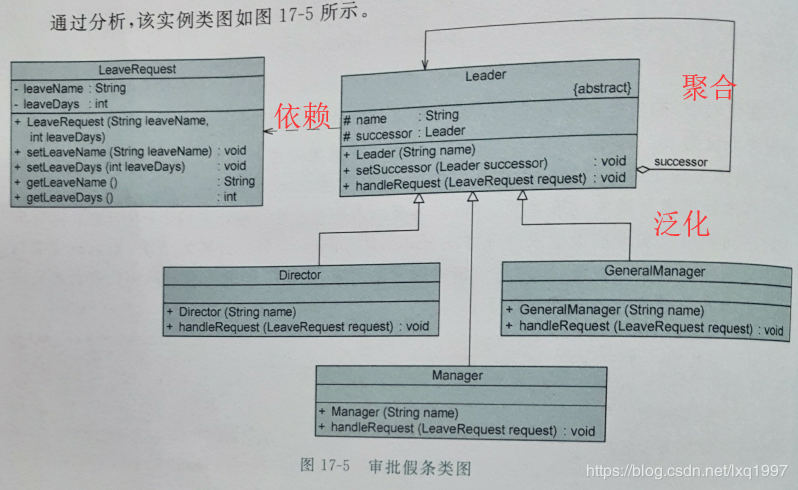 通过分析,该实例类图如图 17-5 所示。
LeaveRequest
- leaveName : String
- leaveDays : int
+ LeaveRequest (String leaveName,
int leaveDays)
+ setLeaveName (String leaveName) : void
+ setLeaveDays (int leaveDays) : void
+ getLeaveName () : String
+ getLeaveDays () : int
依赖
Leader
{abstract}
# name : String
# successor : Leader
+ Leader (String name)
+ setSuccessor (Leader successor) : void
+ handleRequest (LeaveRequest request) : void
聚合
successor
泛化
Director
+ Director (String name)
+ handleRequest (LeaveRequest request) : void
GeneralManager
+ GeneralManager (String name)
+ handleRequest (LeaveRequest request) : void
Manager
+ Manager (String name)
+ handleRequest (LeaveRequest request) : void
图 17-5 审批假条类图
https://blog.csdn.net/lxq1997